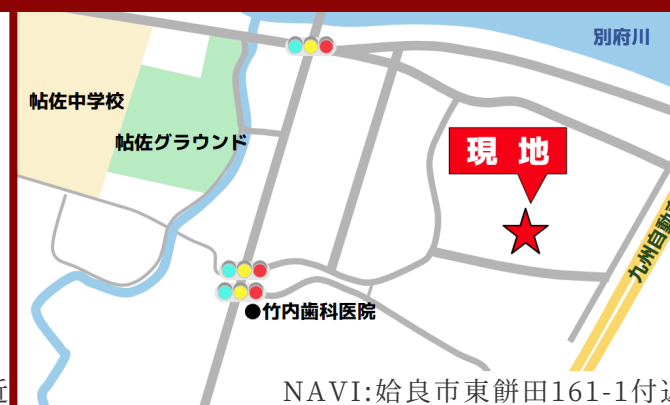 別府川
帖佐中学校
帖佐グラウンド
現 地
九州自動
●竹内歯科医院
近
NAVI:姶良市東餅田161-1付近